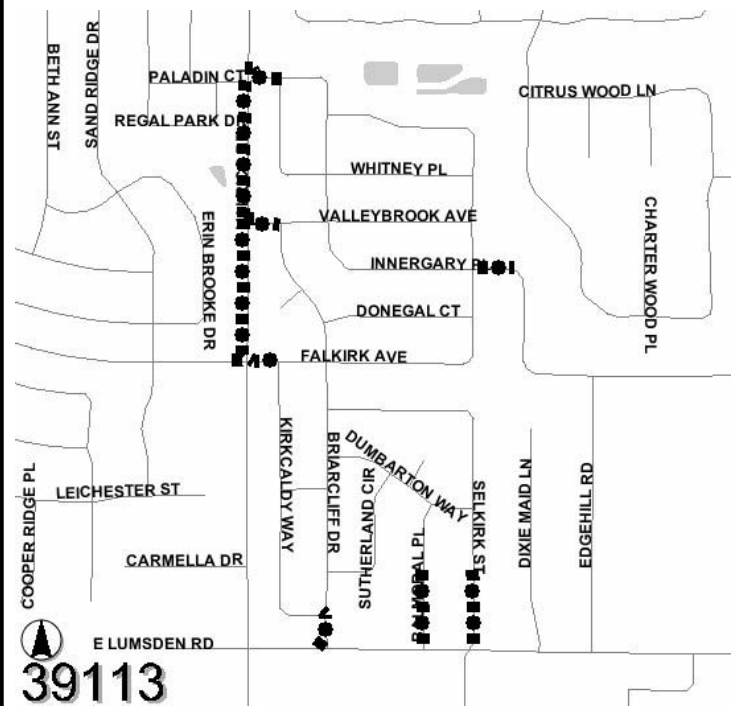 BETH ANN ST
SAND RIDGE DR
PALADIN CT
CITRUS WOOD LN
REGAL PARK D
WHITNEY PL
VALLEYBROOK AVE
ERIN BROOKE DR
CHARTER WOOD PL
INNERGARY P
DONEGAL CT
FALKIRK AVE
KIRKCALDY WAY
BRIARCLIFF DR
DUMBARTON WAY
SUTHERLAND CIR
SELKIRK ST
DIXIE MAID LN
EDGEHILL RD
COOPER RIDGE PL
LEICHESTER ST
CARMELLA DR
BALMORAL PL
E LUMSDEN RD
39113